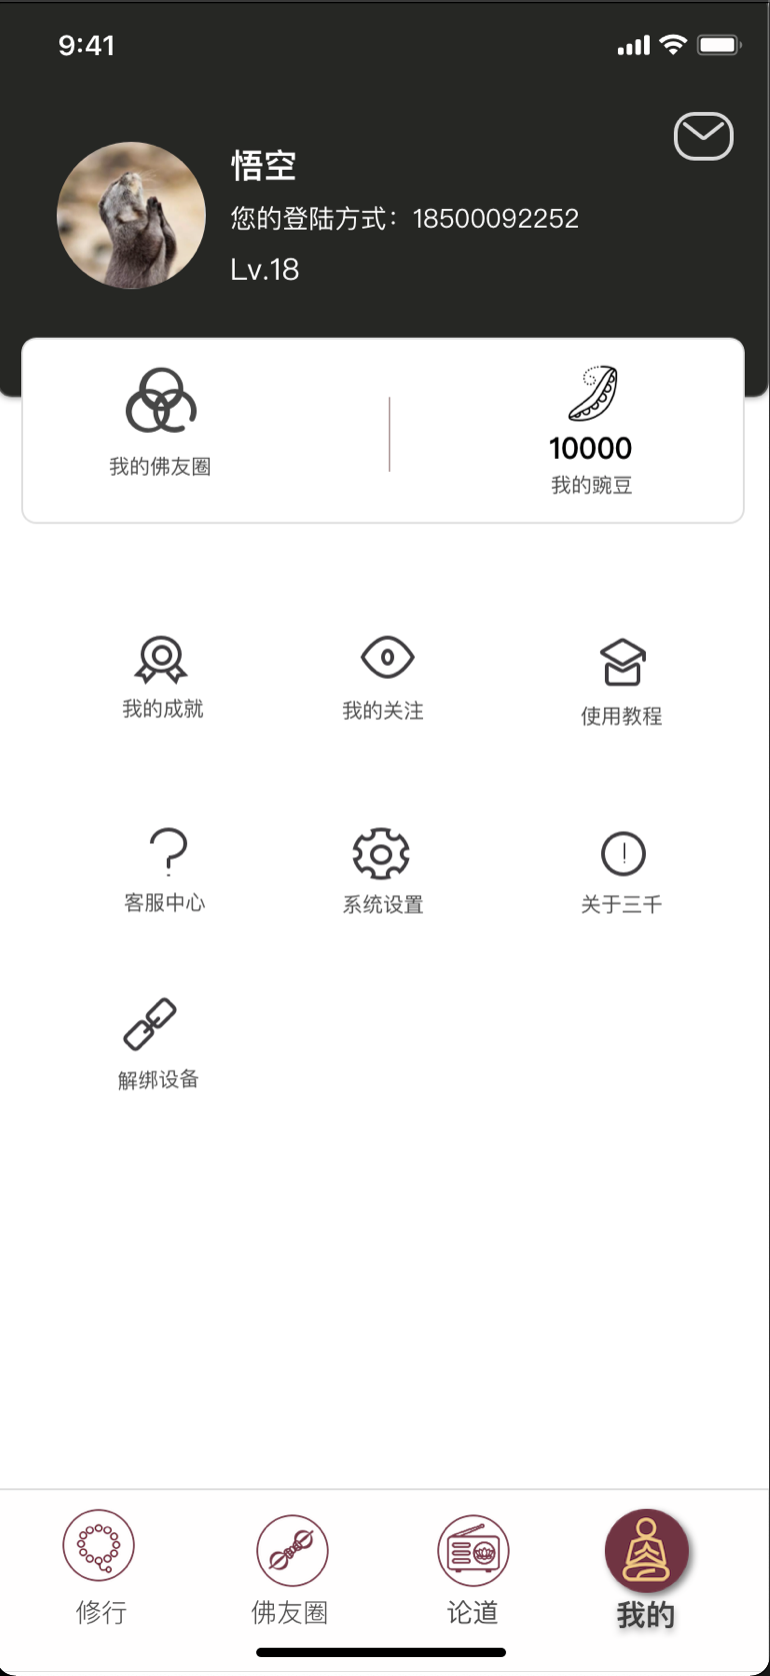 9:41
悟空
您的登陆方式：18500092252
Lv.18
我的佛友圈
10000
我的豌豆
我的成就
我的关注
使用教程
客服中心
系统设置
关于三千
解绑设备
修行
佛友圈
论道
我的